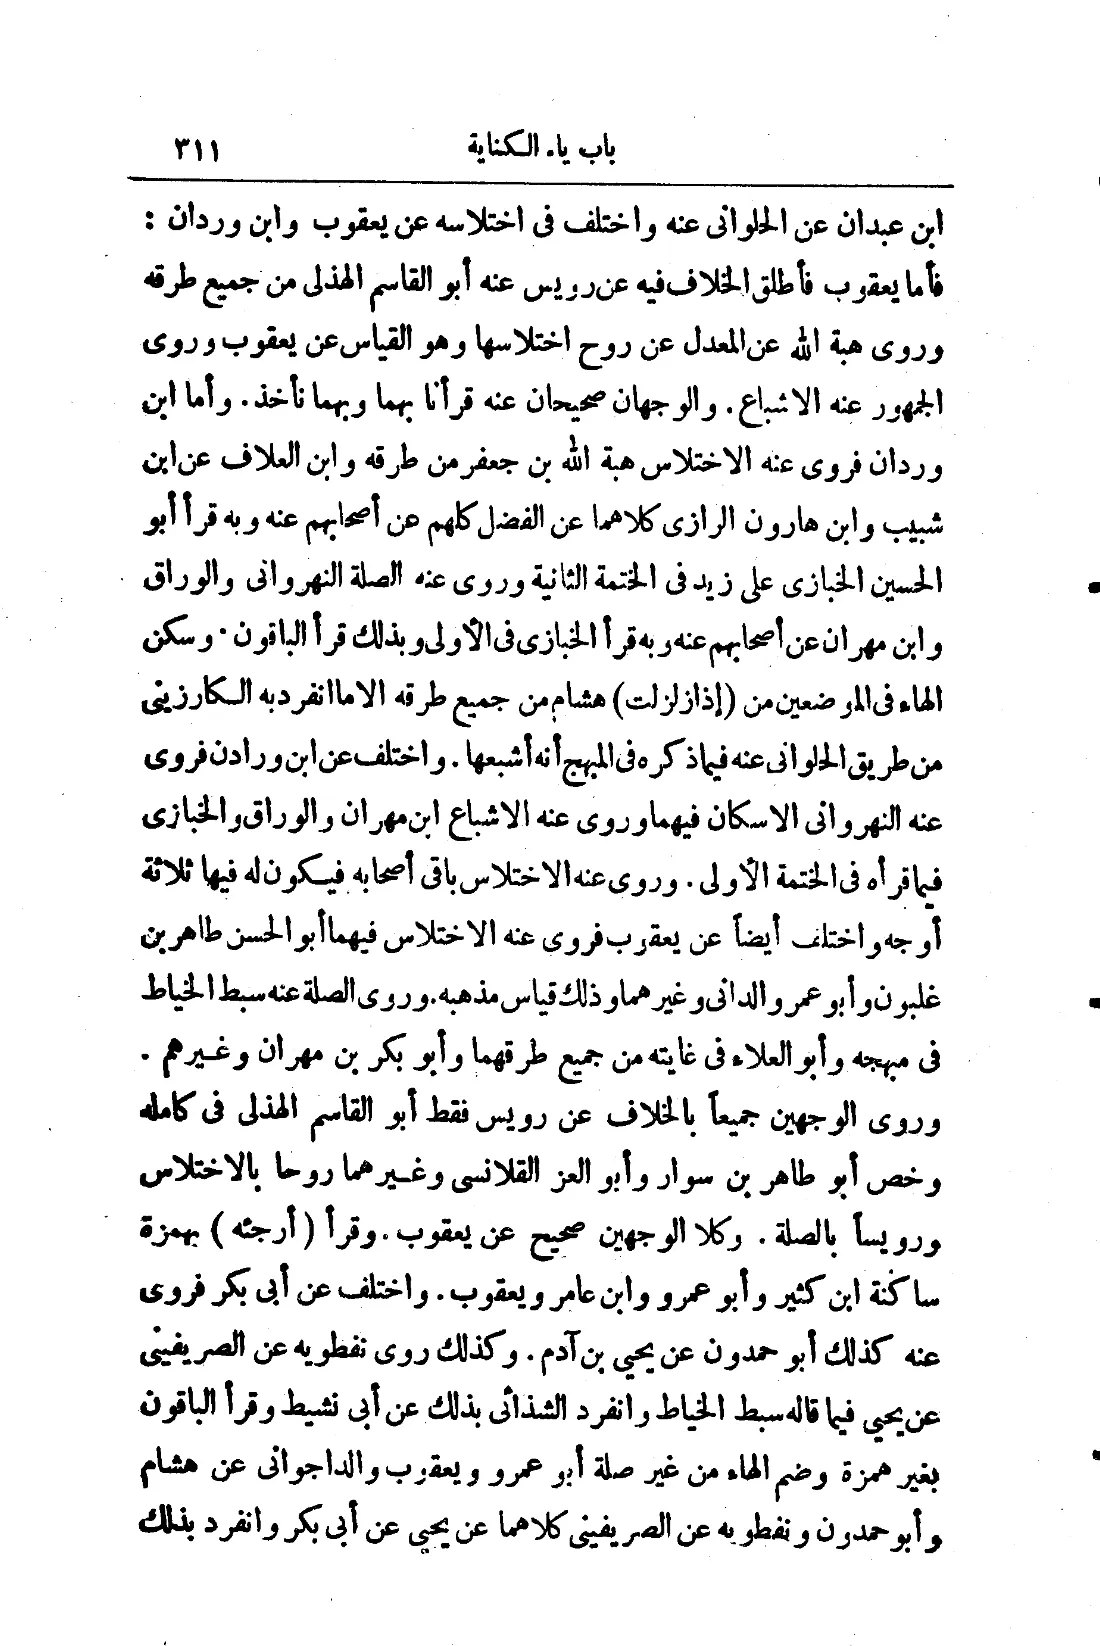 باب ياء الكناية ٣١١
ابن عبدان عن الحلوانى عنه واختلف فى اختلاسه عن يعقوب وابن وردان :
فأما يعقوب فأطلق الخلاف فيه عن رويس عنه أبو القاسم الهذلى من جميع طرقه
وروى هبة الله عن المعدل عن روح اختلاسها وهو القياس عن يعقوب وروى
الجمهور عنه الاشباع . والوجهان صحيحان عنه قرأنا بهما وبهما نأخذ . وأما ابن
وردان فروى عنه الاختلاس هبة الله بن جعفر من طرقه وابن العلاف عن ابن
شبيب وابن هارون الرازى كلاهما عن الفضل كلهم عن أصحابهم عنه وبه قرأ أبو
الحسين الخبازى على زيد فى الختمة الثانية وروى عنه الصلة النهروانى والوراق
وابن مهران عن أصحابهم عنه وبه قرأ الخبازى فى الأولى وبذلك قرأ الباقون . وسكن
الهاء فى الموضعين من (إذا زلزلت) هشام من جميع طرقه الا ما انفرد به الكارزينى
من طريق الحلوانى عنه فيما ذكره فى المبهج أنه أشبعها . واختلف عن ابن ورادن فروى
عنه النهروانى الاسكان فيهما وروى عنه الاشباع ابن مهران والوراق والخبازى
فيما قرأه فى الختمة الأولى . وروى عنه الاختلاس باقى أصحابه فيكون له فيها ثلاثة
أوجه واختلف أيضاً عن يعقوب فروى عنه الاختلاس فيهما أبو الحسن طاهر بن
غلبون وأبو عمرو الدانى وغيرهما وذلك قياس مذهبه . وروى الصلة عنه سبط الخياط
فى مبهجه وأبو العلاء فى غايته من جميع طرقهما وأبو بكر بن مهران وغيرهم .
وروى الوجهين جميعاً بالخلاف عن رويس فقط أبو القاسم الهذلى فى كامله
وخص أبو طاهر بن سوار وأبو العز القلانسى وغيرهما روحا بالاختلاس
ورويساً بالصلة . وكلا الوجهين صحيح عن يعقوب . وقرأ ( أرجئه ) بهمزة
ساكنة ابن كثير وأبو عمرو وابن عامر ويعقوب . واختلف عن أبى بكر فروى
عنه كذلك أبو حمدون عن يحيى بن آدم . وكذلك روى نفطويه عن الصريفينى
عن يحيى فيما قاله سبط الخياط وانفرد الشذائى بذلك عن أبى نشيط وقرأ الباقون
بغير همزة وضم الهاء من غير صلة أبو عمرو ويعقوب والداجوانى عن هشام
وأبو حمدون ونفطويه عن الصريفينى كلاهما عن يحيى عن أبى بكر وانفرد بذلك